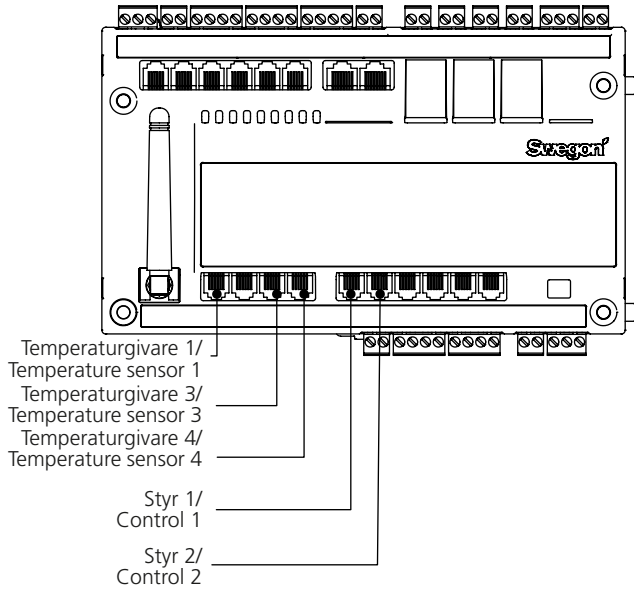 Swegon
Temperaturgivare 1/
Temperature sensor 1
Temperaturgivare 3/
Temperature sensor 3
Temperaturgivare 4/
Temperature sensor 4
Styr 1/
Control 1
Styr 2/
Control 2